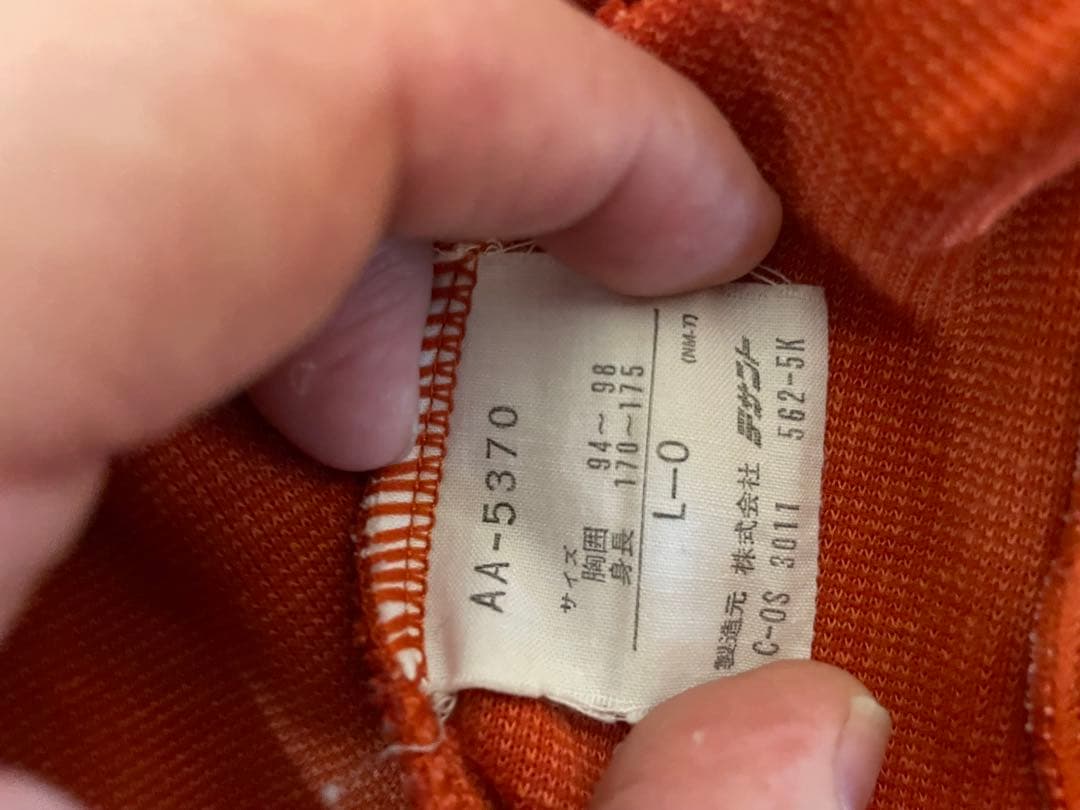 AA-5370
サイズ
胸囲 94～98
身長 170～175
L-O
(NM-7)
製造元 株式会社 デサント
C-OS 3011 562-5K